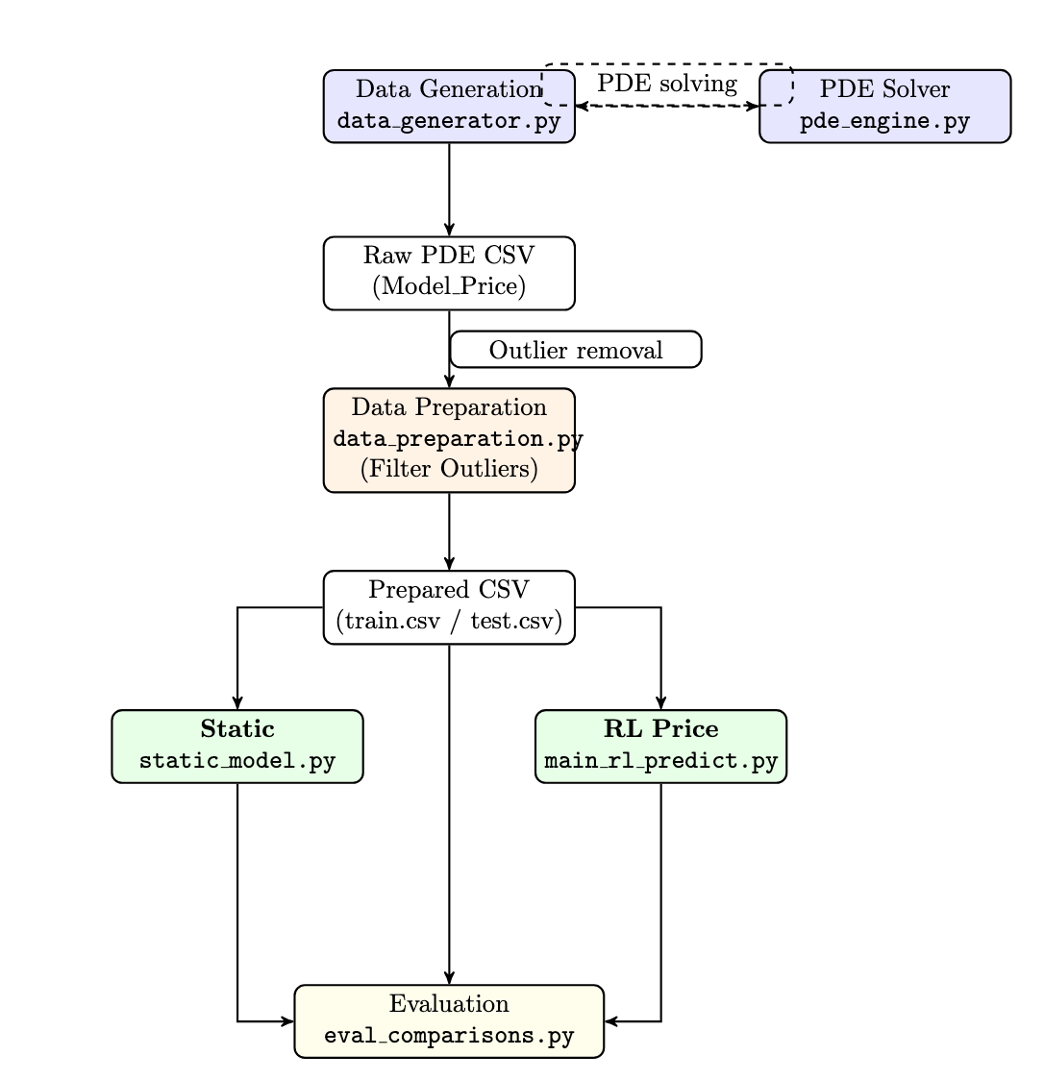 Data Generation
data_generator.py
PDE solving
PDE Solver
pde_engine.py
Raw PDE CSV
(Model_Price)
Outlier removal
Data Preparation
data_preparation.py
(Filter Outliers)
Prepared CSV
(train.csv / test.csv)
Static
static_model.py
RL Price
main_rl_predict.py
Evaluation
eval_comparisons.py